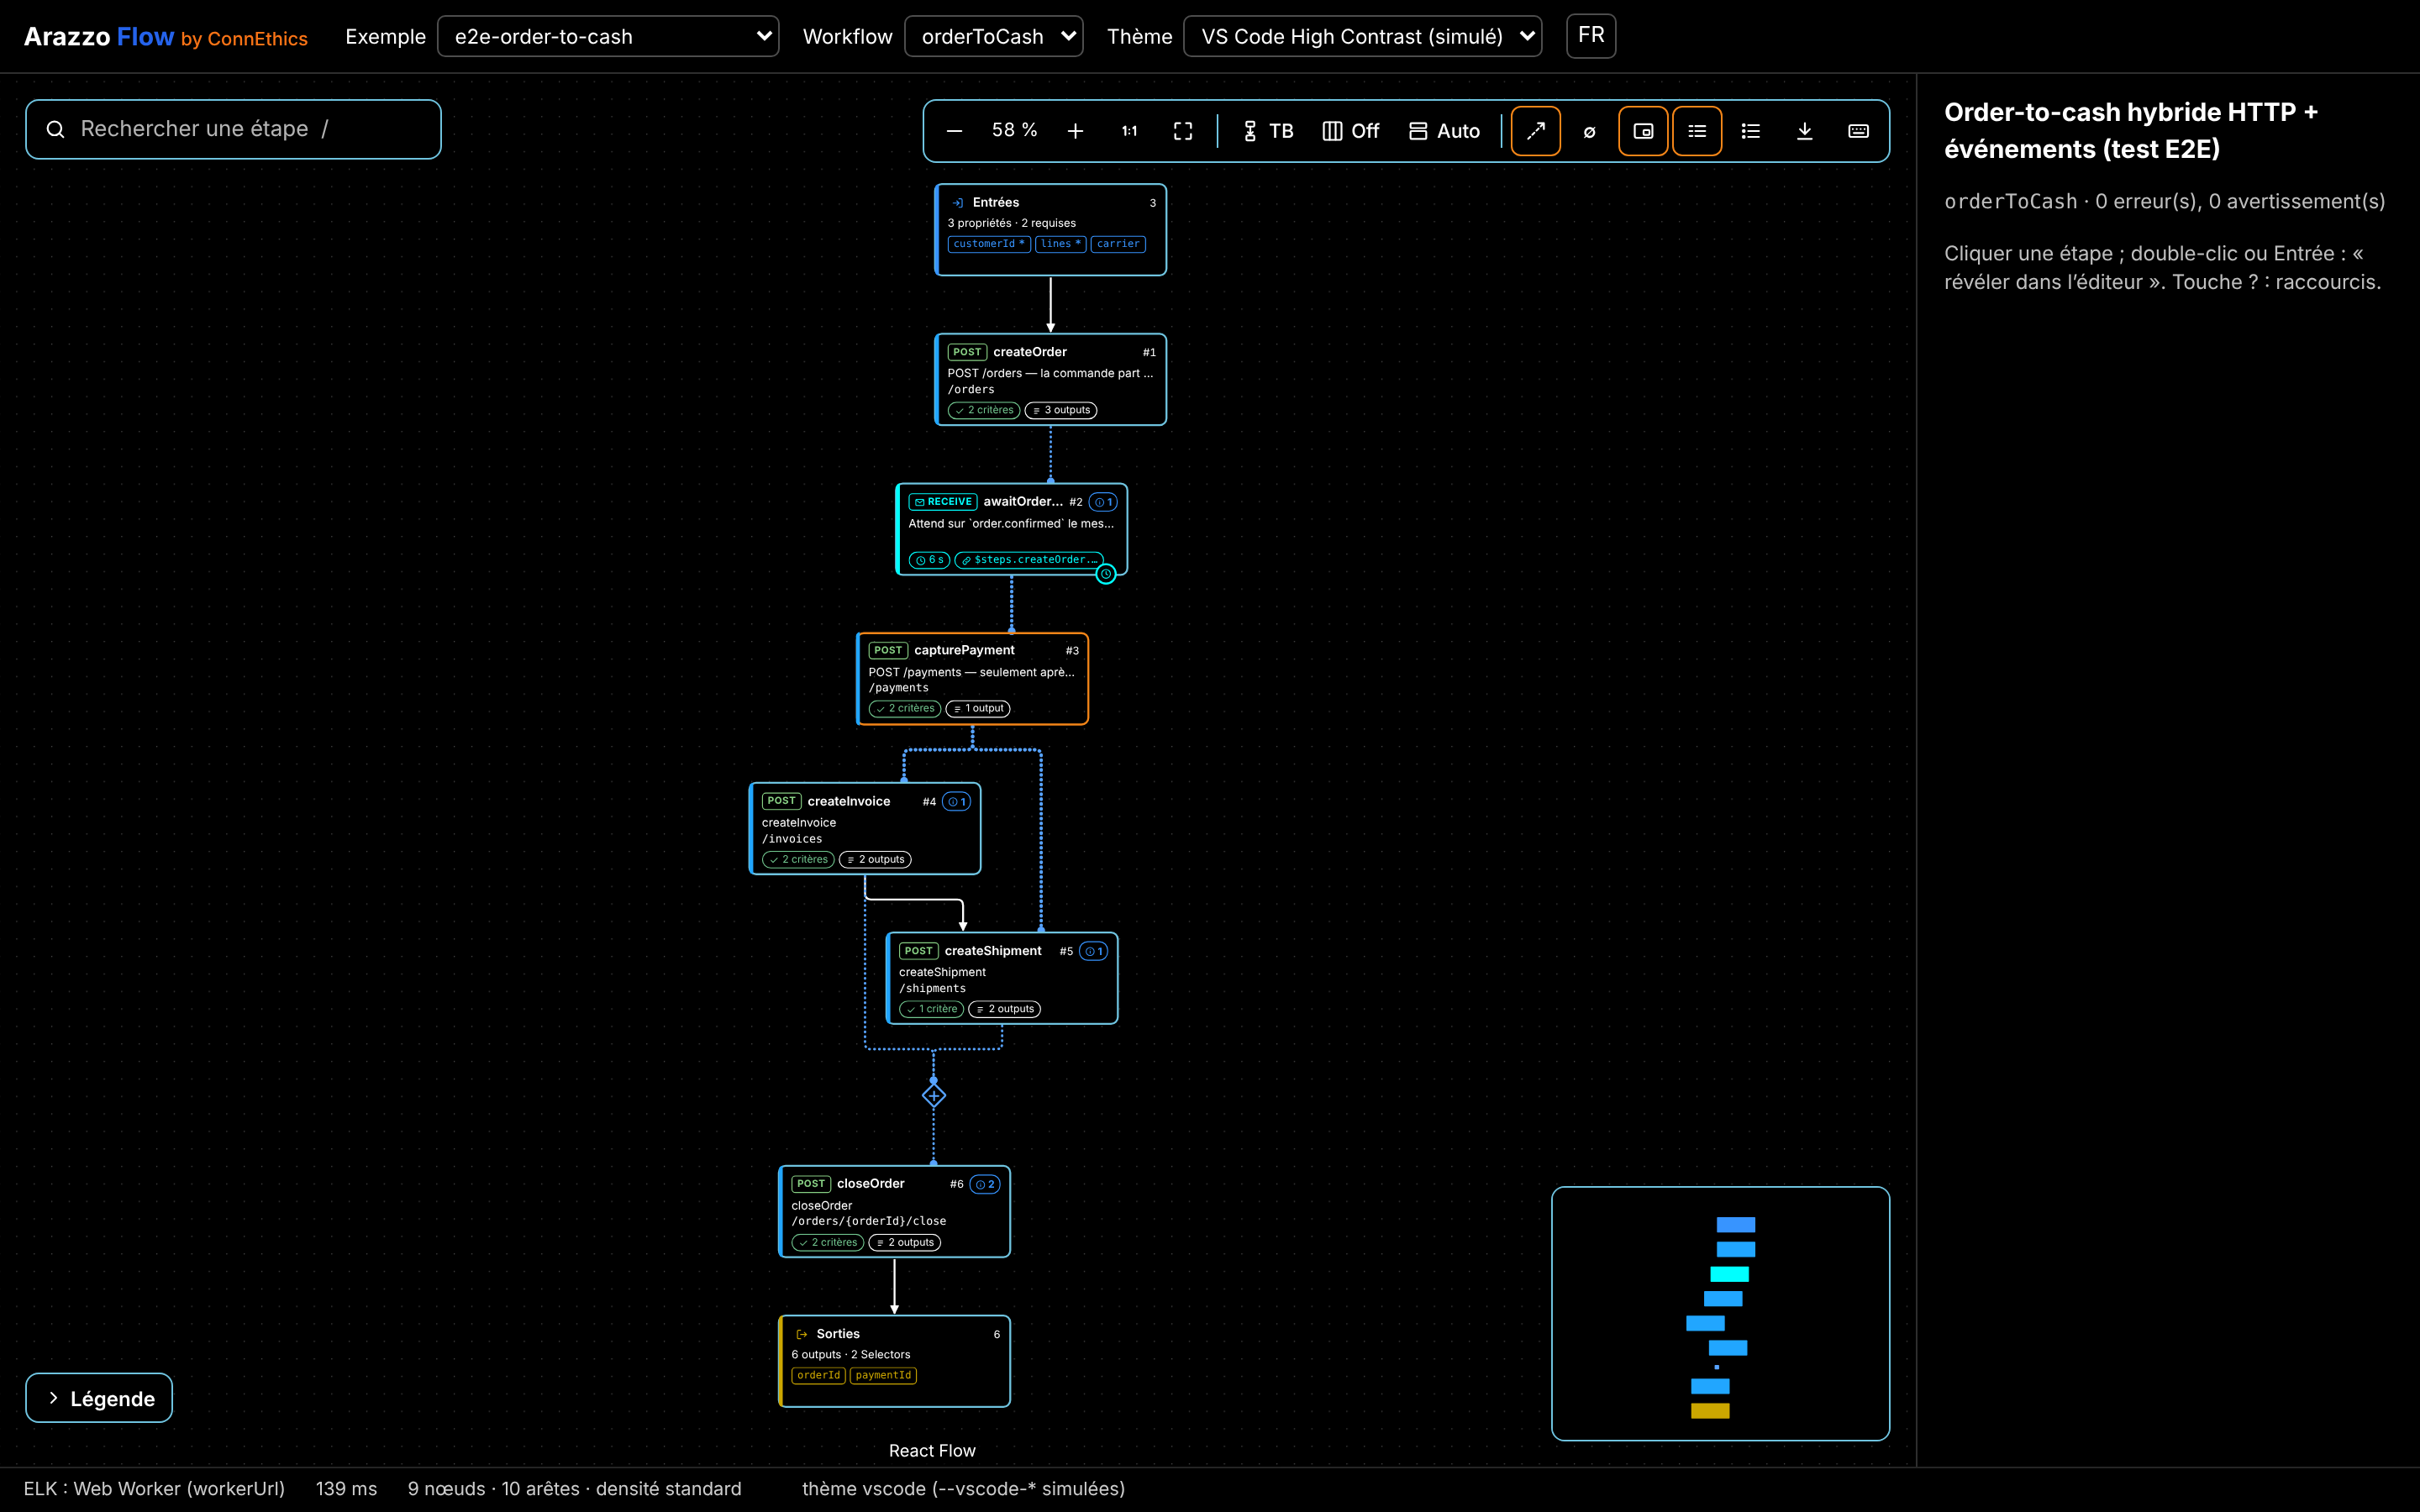 Arazzo Flow by ConnEthics Exemple e2e-order-to-cash Workflow orderToCash Thème VS Code High Contrast (simulé) FR
Rechercher une étape /
58 % 1:1 TB Off Auto
Order-to-cash hybride HTTP +
événements (test E2E)
orderToCash · 0 erreur(s), 0 avertissement(s)
Cliquer une étape ; double-clic ou Entrée : «
révéler dans l’éditeur ». Touche ? : raccourcis.
Entrées 3
3 propriétés · 2 requises
customerId * lines * carrier
POST createOrder #1
POST /orders — la commande part ...
/orders
2 critères 3 outputs
RECEIVE awaitOrder... #2 1
Attend sur `order.confirmed` le mes...
6 s $steps.createOrder.…
POST capturePayment #3
POST /payments — seulement aprè...
/payments
2 critères 1 output
POST createInvoice #4 1
createInvoice
/invoices
2 critères 2 outputs
POST createShipment #5 1
createShipment
/shipments
1 critère 2 outputs
POST closeOrder #6 2
closeOrder
/orders/{orderId}/close
2 critères 2 outputs
Sorties 6
6 outputs · 2 Selectors
orderId paymentId
Légende
React Flow
ELK : Web Worker (workerUrl) 139 ms 9 nœuds · 10 arêtes · densité standard thème vscode (--vscode-* simulées)